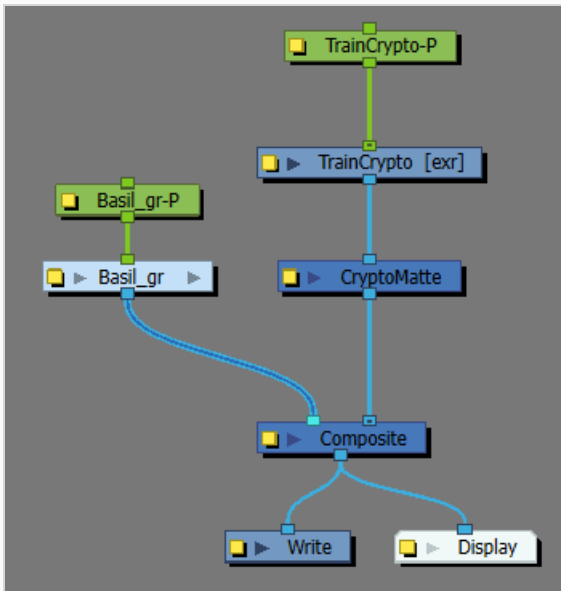 TrainCrypto-P
TrainCrypto [exr]
Basil_gr-P
Basil_gr
CryptoMatte
Composite
Write
Display